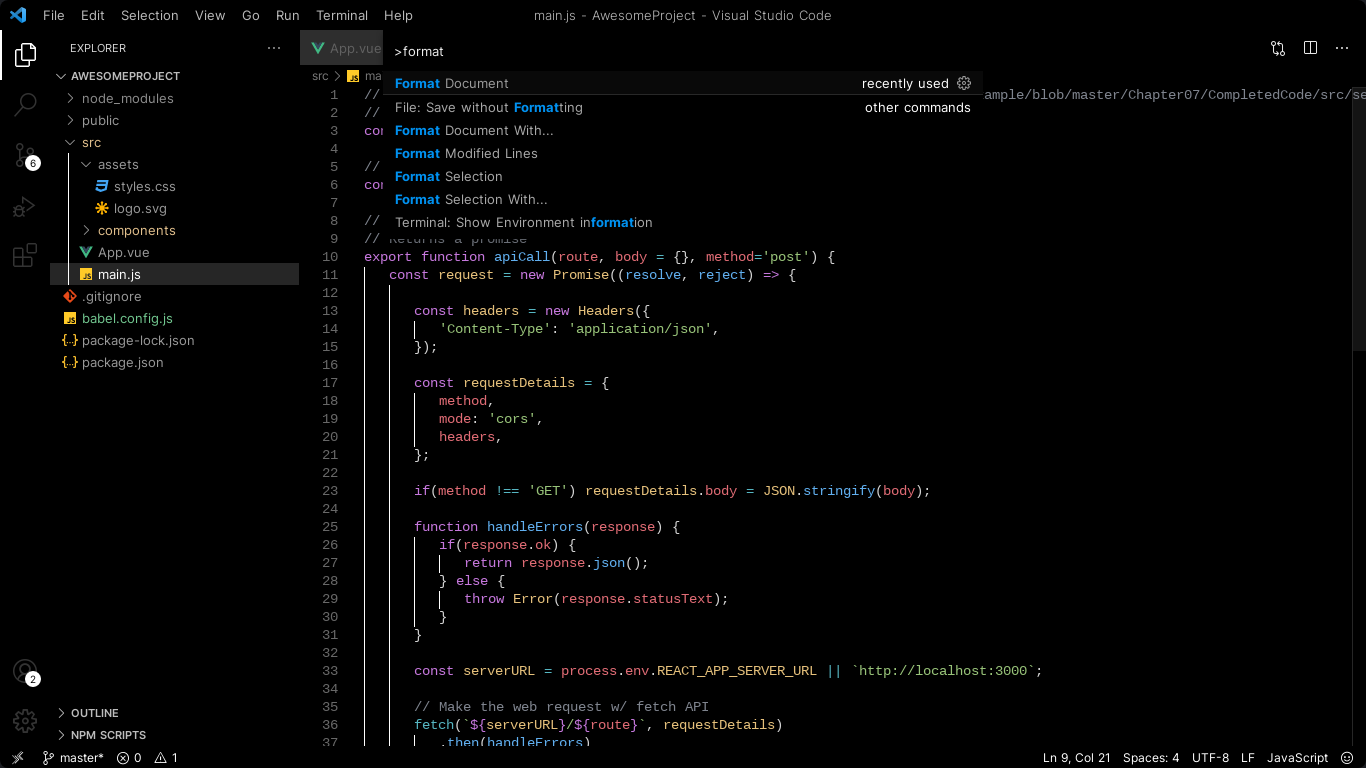 File Edit Selection View Go Run Terminal Help main.js - AwesomeProject - Visual Studio Code
EXPLORER
AWESOMEPROJECT
node_modules
public
src
assets
styles.css
logo.svg
components
App.vue
main.js
.gitignore
babel.config.js
package-lock.json
package.json
OUTLINE
NPM SCRIPTS
6
2
App.vue
>format
src
JS ma
Format Document recently used
File: Save without Formatting other commands
Format Document With...
Format Modified Lines
Format Selection
Format Selection With...
Terminal: Show Environment information
1 // ample/blob/master/Chapter07/CompletedCode/src/se
2 //
3 con
4
5 //
6 con
7
8 //
9 // Returns a promise
10 export function apiCall(route, body = {}, method='post') {
11 const request = new Promise((resolve, reject) => {
12
13 const headers = new Headers({
14 'Content-Type': 'application/json',
15 });
16
17 const requestDetails = {
18 method,
19 mode: 'cors',
20 headers,
21 };
22
23 if(method !== 'GET') requestDetails.body = JSON.stringify(body);
24
25 function handleErrors(response) {
26 if(response.ok) {
27 return response.json();
28 } else {
29 throw Error(response.statusText);
30 }
31 }
32
33 const serverURL = process.env.REACT_APP_SERVER_URL || `http://localhost:3000`;
34
35 // Make the web request w/ fetch API
36 fetch(`${serverURL}/${route}`, requestDetails)
37 .then(handleErrors)
master* 0 1 Ln 9, Col 21 Spaces: 4 UTF-8 LF JavaScript